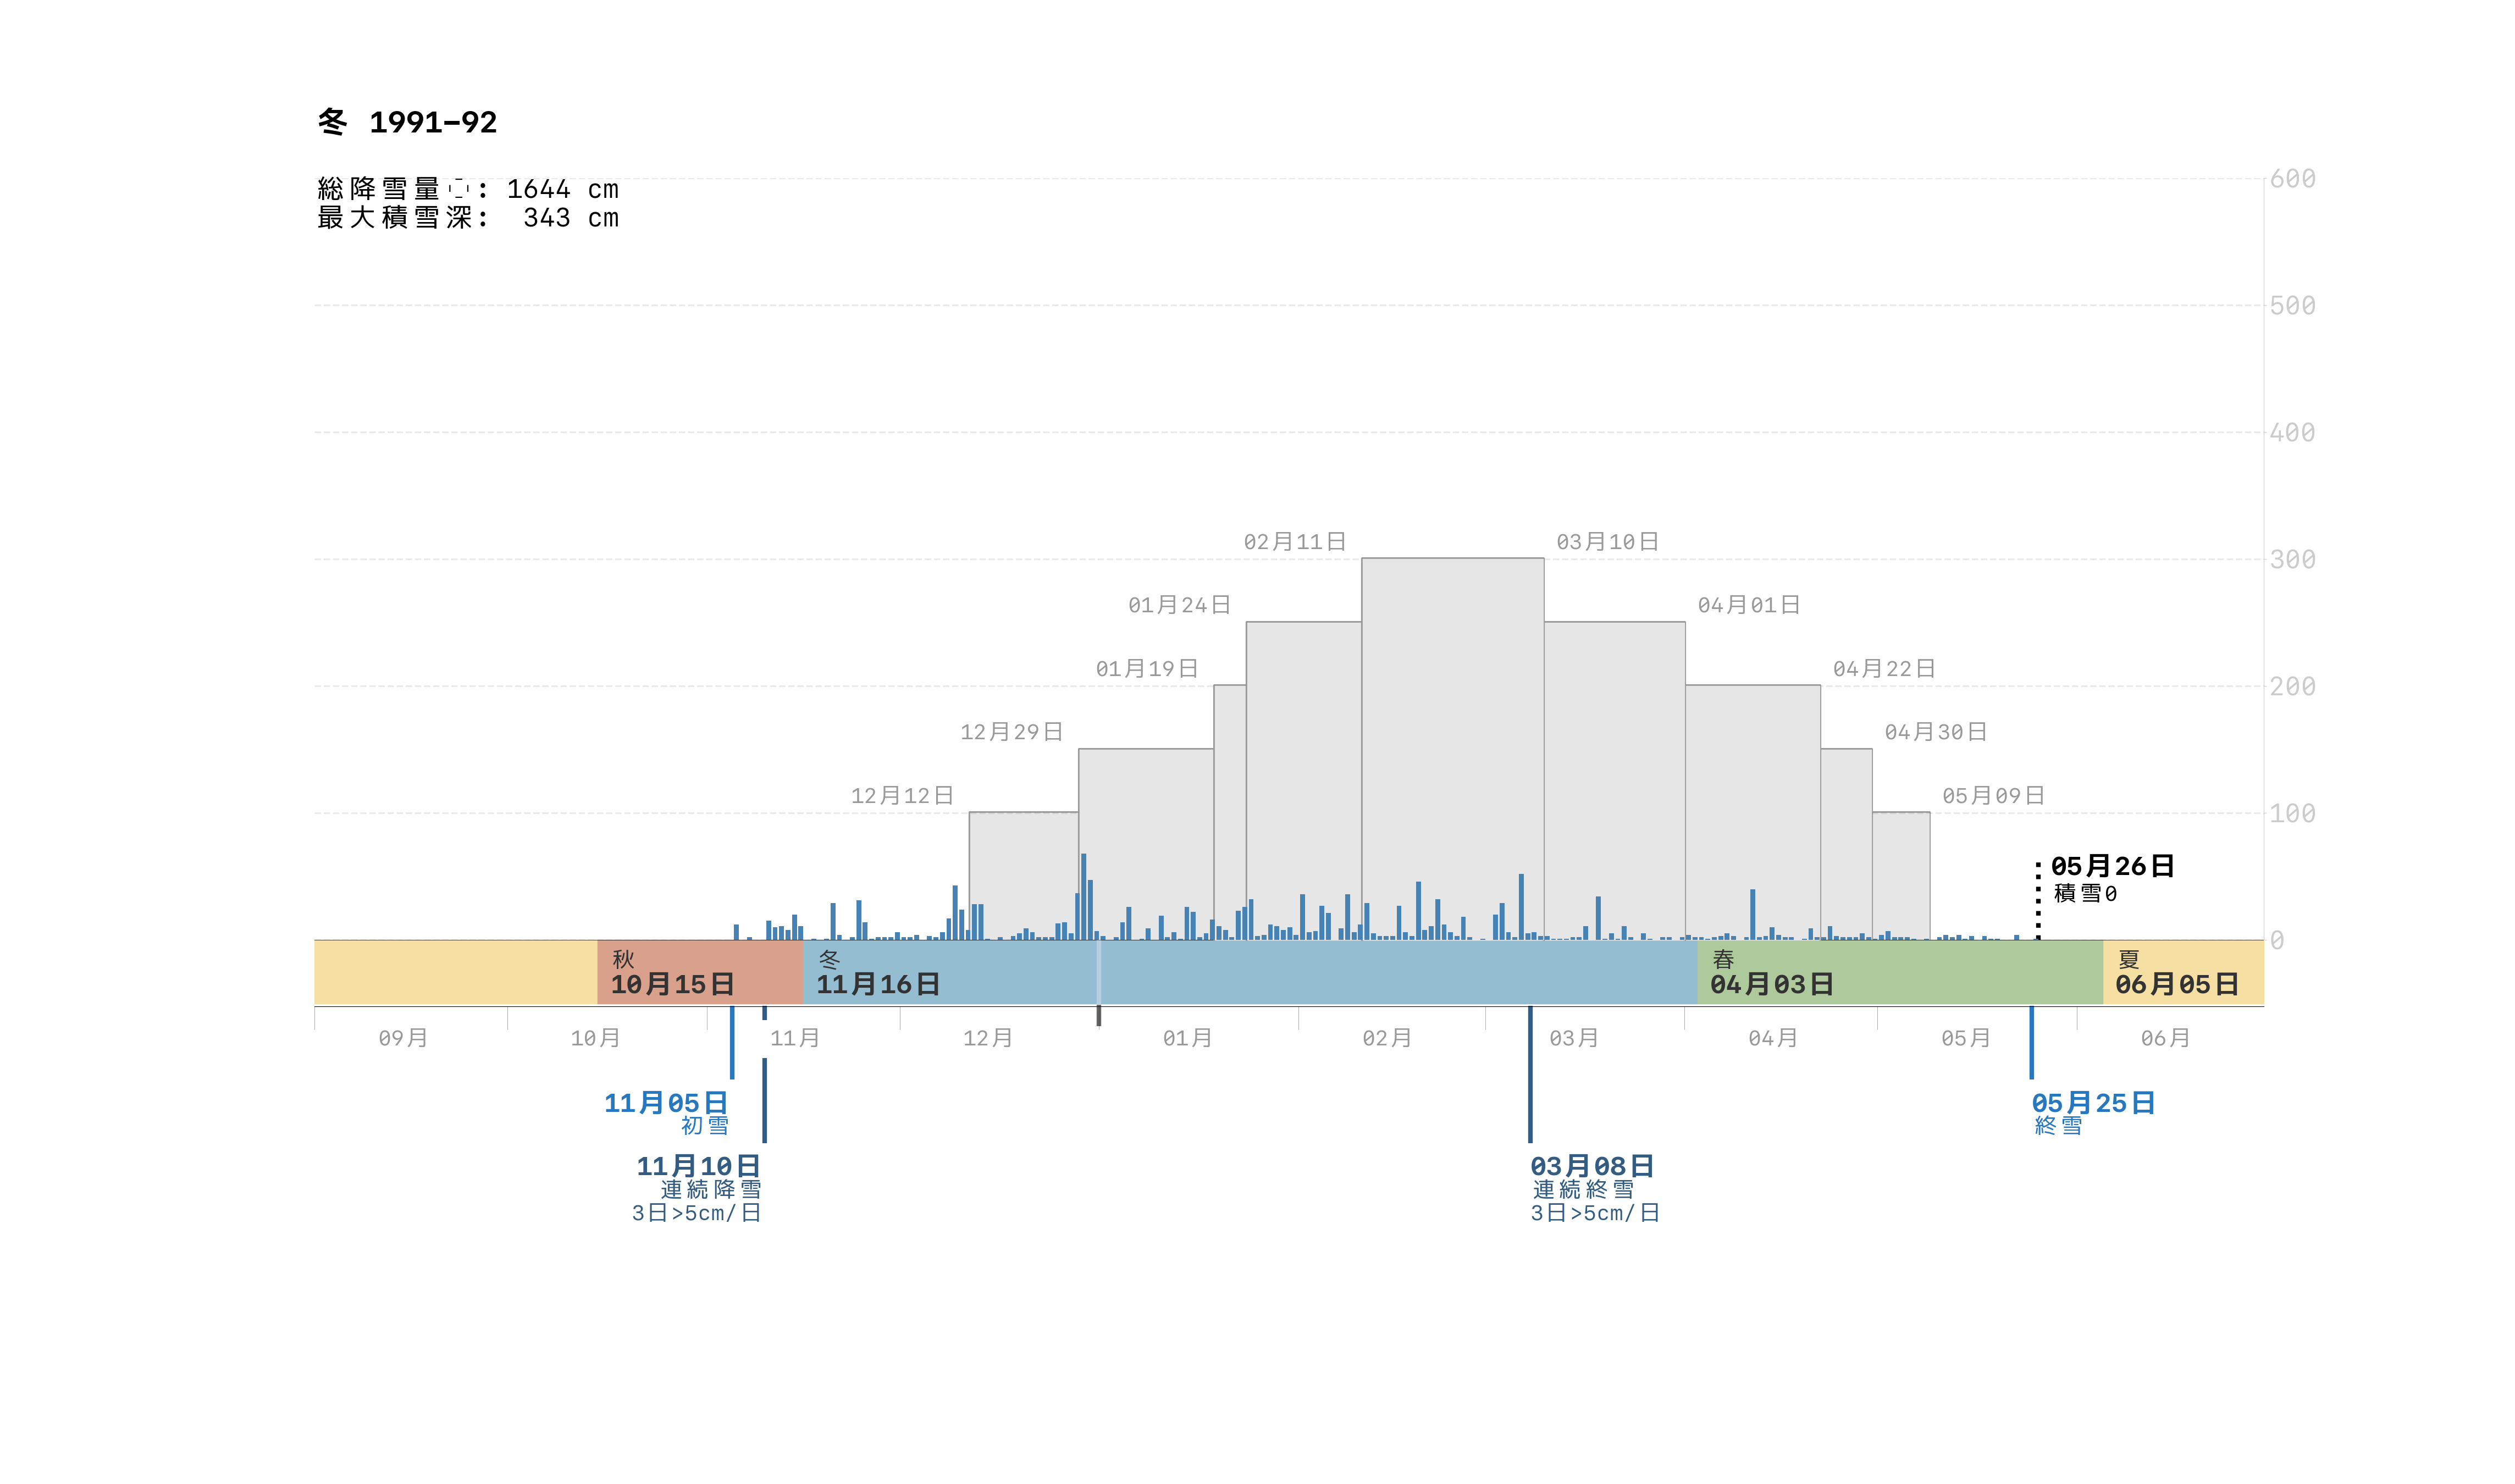 冬 1991–92
総降雪量 : 1644 cm
最大積雪深: 343 cm
600
500
400
300
200
100
0
02月11日
03月10日
01月24日
04月01日
01月19日
04月22日
12月29日
04月30日
12月12日
05月09日
05月26日
積雪0
秋
10月15日
冬
11月16日
春
04月03日
夏
06月05日
09月
10月
11月
12月
01月
02月
03月
04月
05月
06月
11月05日
初雪
05月25日
終雪
11月10日
連続降雪
3日>5cm/日
03月08日
連続終雪
3日>5cm/日